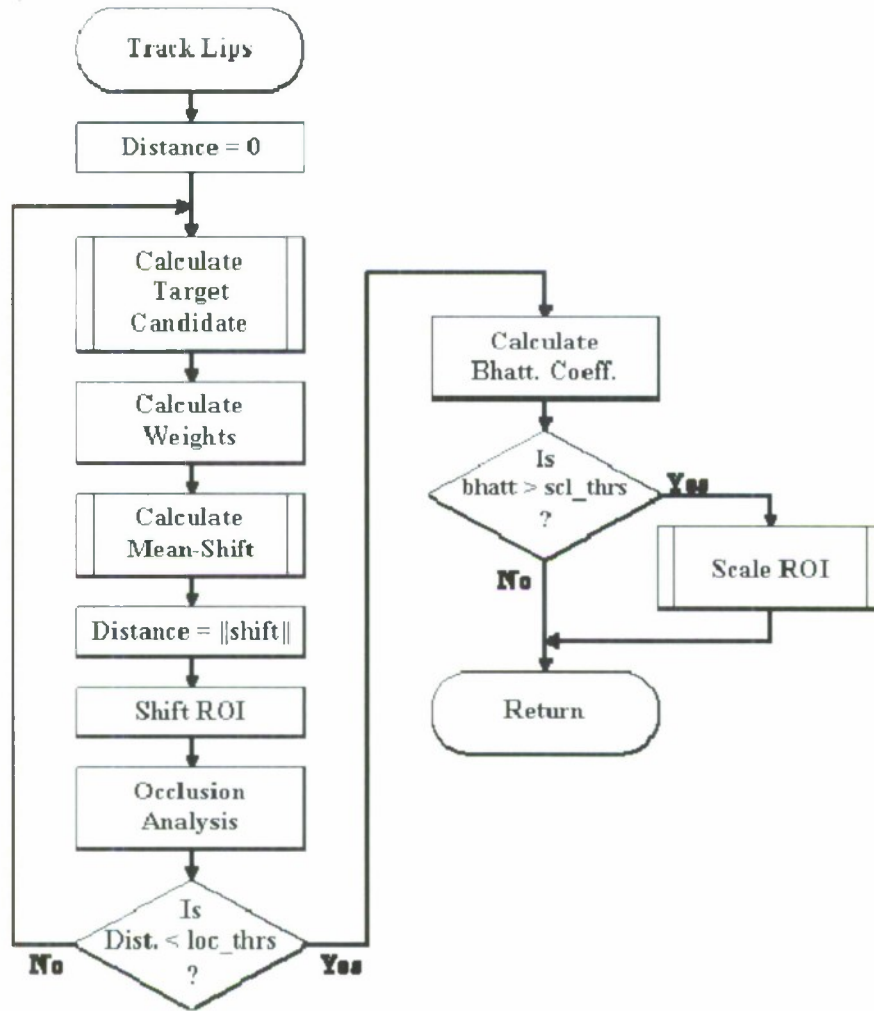 Track Lips
Distance = 0
Calculate
Target
Candidate
Calculate
Weights
Calculate
Mean-Shift
Distance = ||shift||
Shift ROI
Occlusion
Analysis
Is
Dist. < loc_thrs
?
No
Yes
Calculate
Bhatt. Coeff.
Is
bhatt > scl_thrs
?
Yes
No
Scale ROI
Return